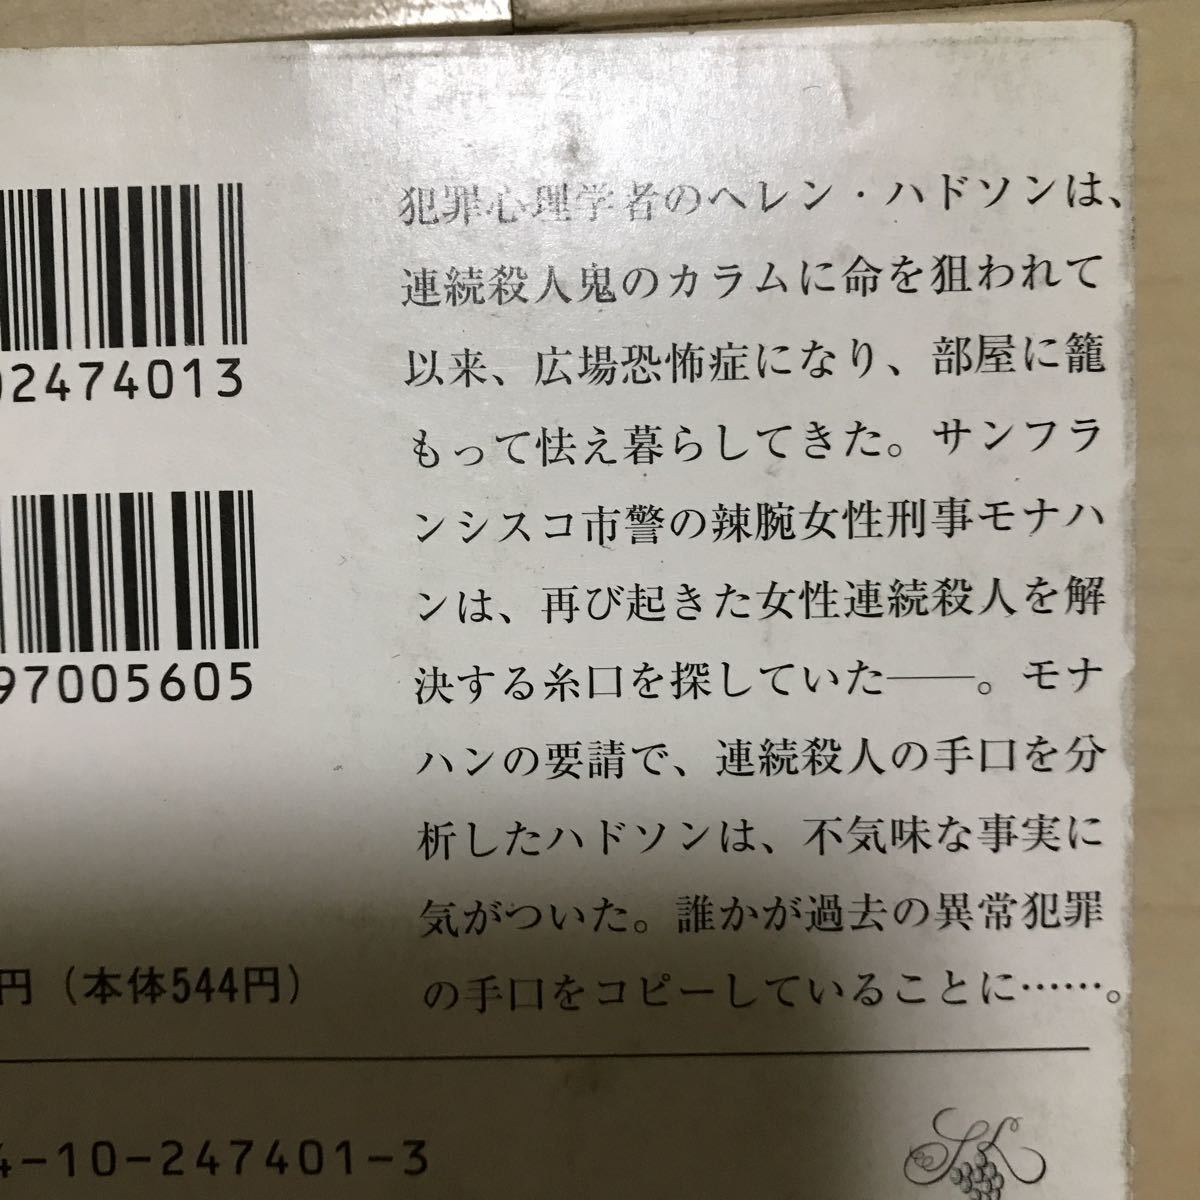 犯罪心理学者のヘレン・ハドソンは、
連続殺人鬼のカラムに命を狙われて
以来、広場恐怖症になり、部屋に籠
もって怯え暮らしてきた。サンフラ
ンシスコ市警の辣腕女性刑事モナハ
ンは、再び起きた女性連続殺人を解
決する糸口を探していた――。モナ
ハンの要請で、連続殺人の手口を分
析したハドソンは、不気味な事実に
気がついた。誰かが過去の異常犯罪
の手口をコピーしていることに……。
02474013
97005605
円（本体544円）
4-10-247401-3